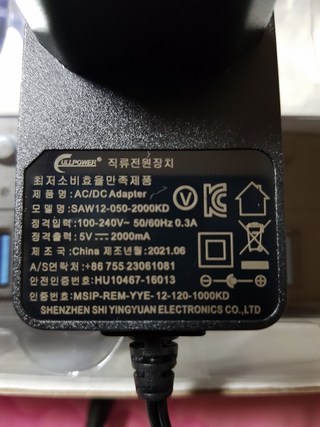 FULLPOWER® 직류전원장치
최저소비효율만족제품
제 품 명 : AC/DC Adapter
모 델 명 : SAW12-050-2000KD
정격입력 : 100-240V~ 50/60Hz 0.3A
정격출력 : 5V⎓ 2000mA
제 조 국 : China 제조년월 : 2021.06
A/S연락처 : +86 755 23061081
안전인증번호 : HU10467-16013
인증번호 : MSIP-REM-YYE-12-120-1000KD
SHENZHEN SHI YINGYUAN ELECTRONICS CO.,LTD